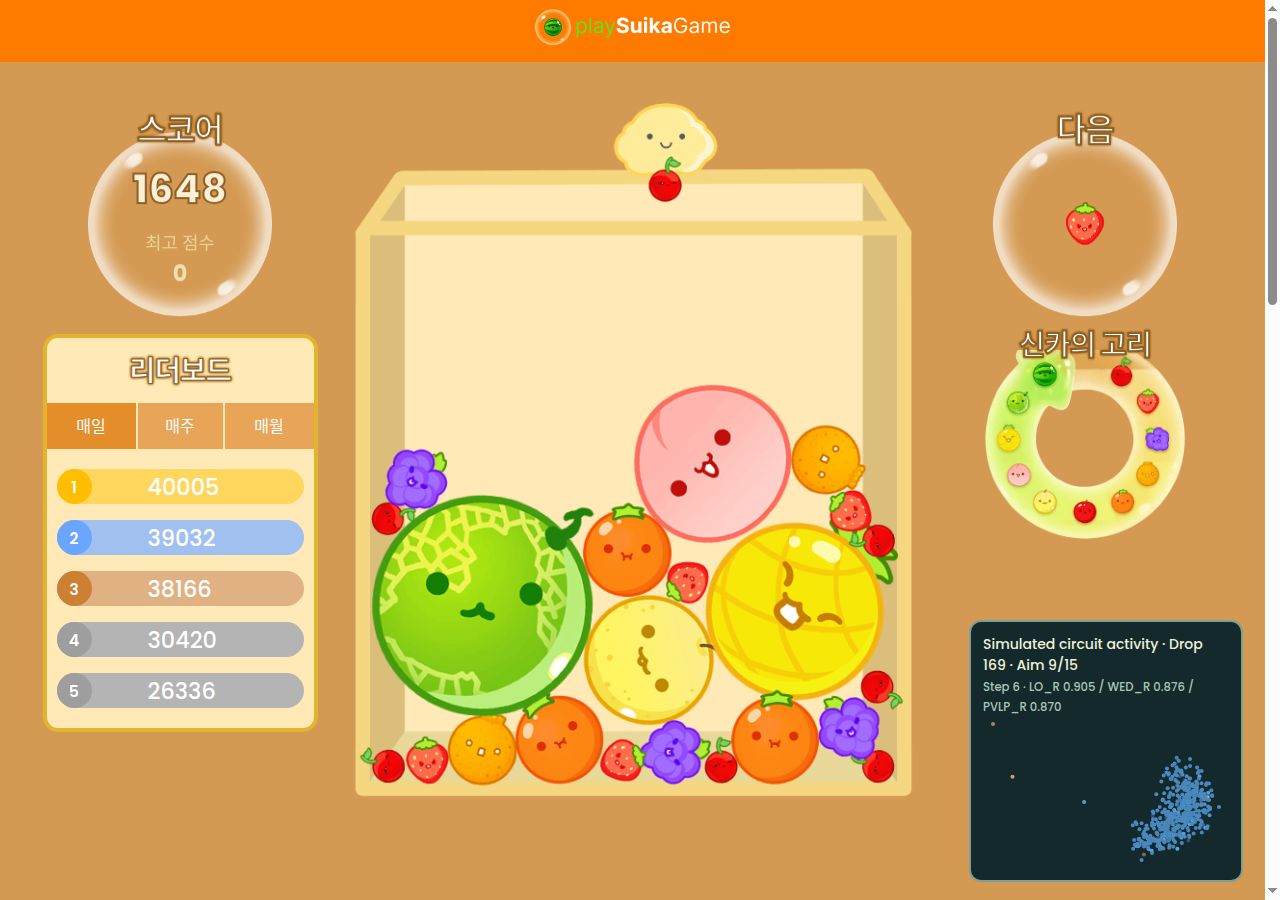 playSuikaGame
스코어
1648
최고 점수
0
다음
신카의 고리
리더보드
매일 매주 매월
1 40005
2 39032
3 38166
4 30420
5 26336
Simulated circuit activity · Drop
169 · Aim 9/15
Step 6 · LO_R 0.905 / WED_R 0.876 /
PVLP_R 0.870